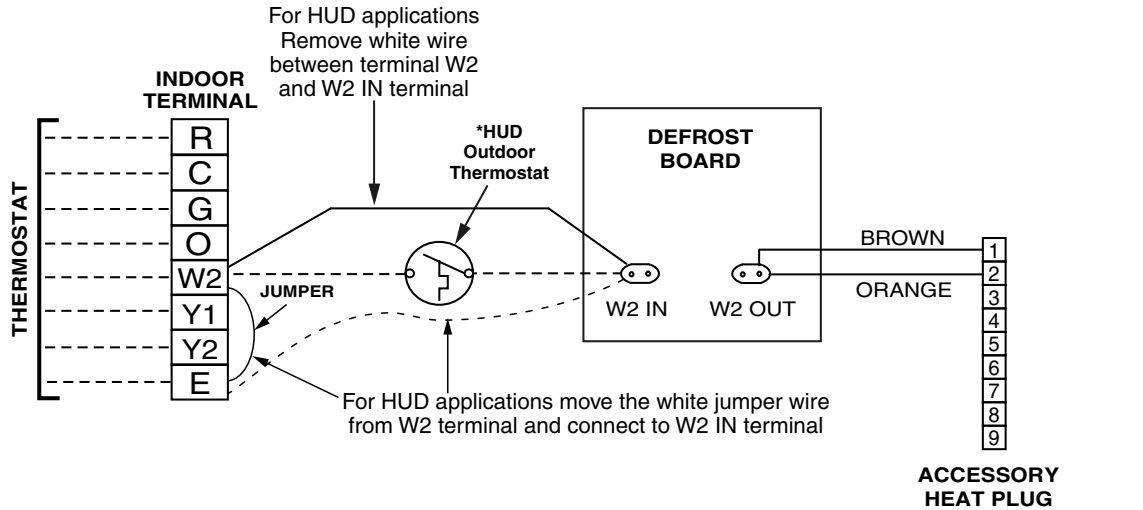 For HUD applications
Remove white wire
between terminal W2
and W2 IN terminal
INDOOR
TERMINAL
THERMOSTAT
R
C
G
O
W2
Y1
Y2
E
JUMPER
*HUD
Outdoor
Thermostat
DEFROST
BOARD
W2 IN
W2 OUT
BROWN
ORANGE
1
2
3
4
5
6
7
8
9
For HUD applications move the white jumper wire
from W2 terminal and connect to W2 IN terminal
ACCESSORY
HEAT PLUG